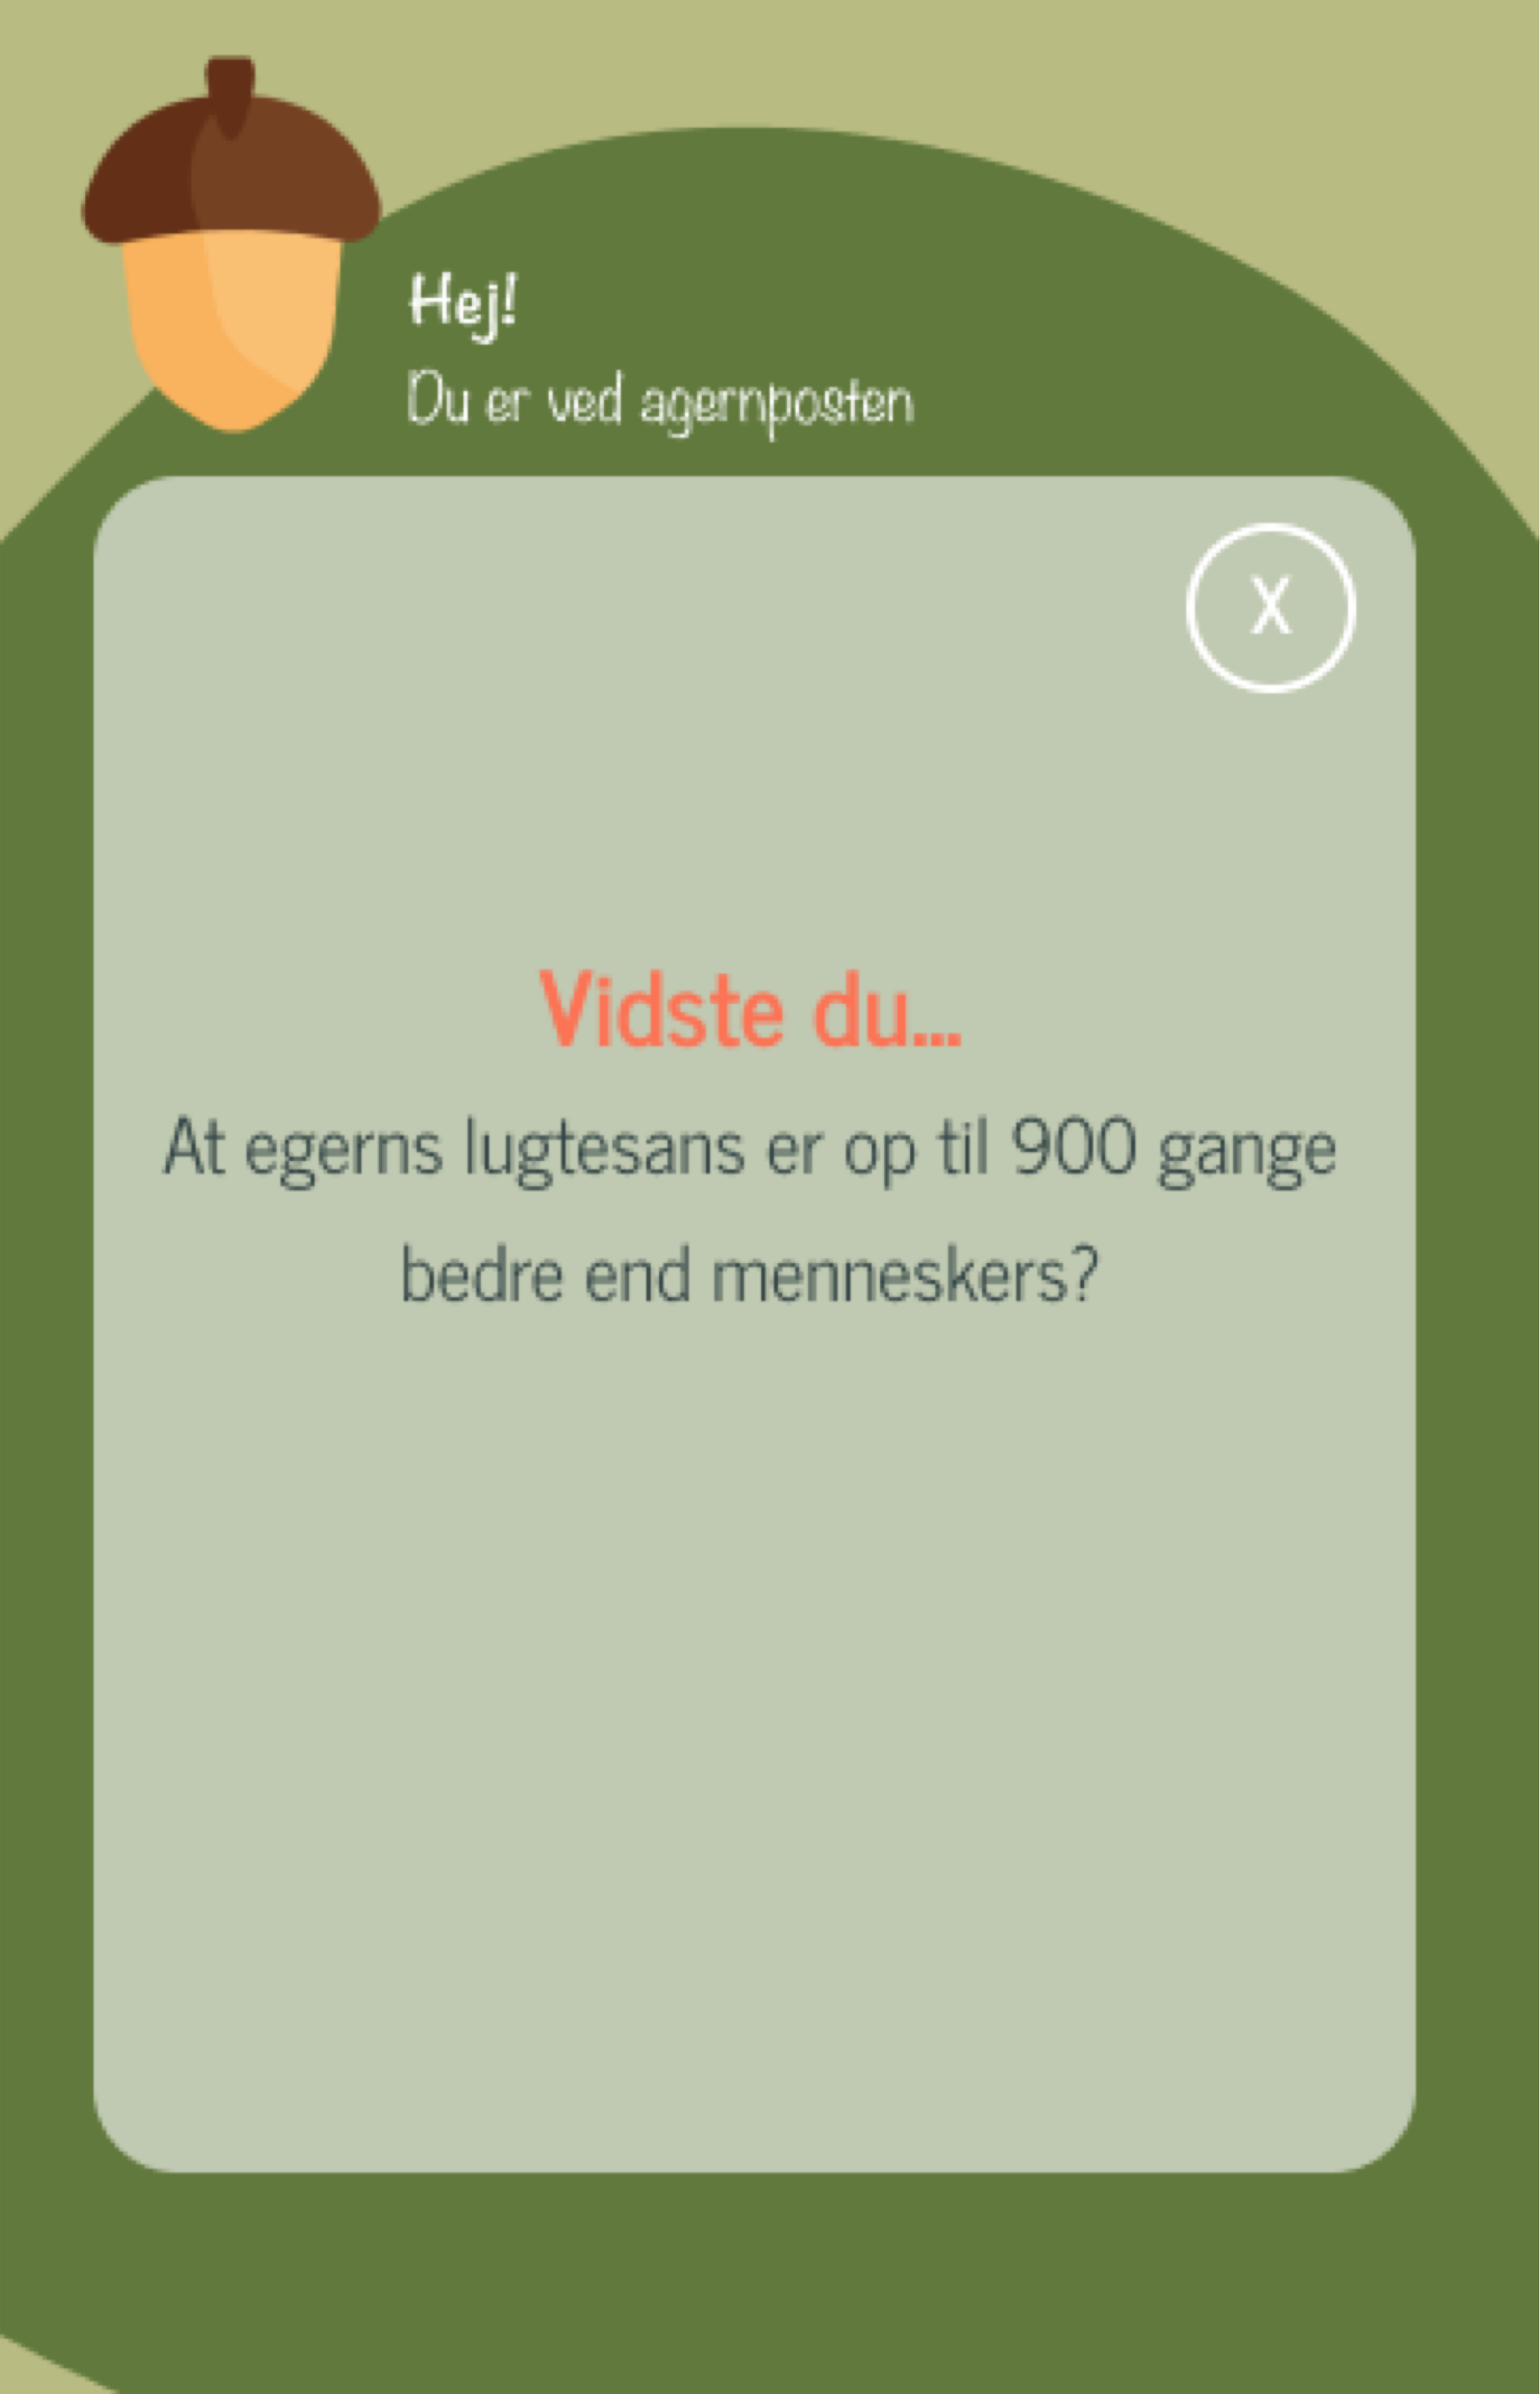 Hej!
Du er ved agernposten
X
Vidste du...
At egerns lugtesans er op til 900 gange
bedre end menneskers?